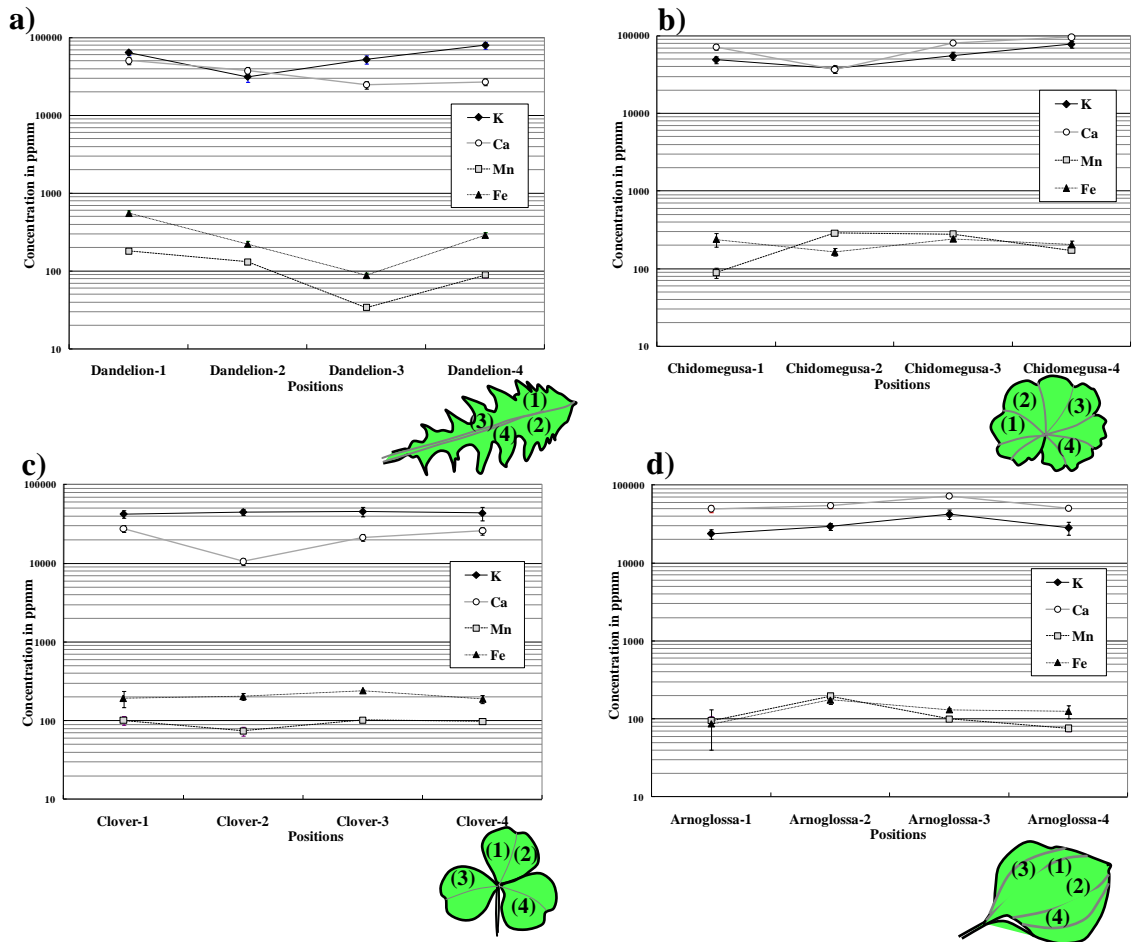 a)
100000
10000
1000
100
10
Concentration in ppmm
K
Ca
Mn
Fe
Dandelion-1 Dandelion-2 Dandelion-3 Dandelion-4
Positions
(1)
(2)
(3)
(4)
b)
100000
10000
1000
100
10
Concentration in ppmm
K
Ca
Mn
Fe
Chidomegusa-1 Chidomegusa-2 Chidomegusa-3 Chidomegusa-4
Positions
(2)
(3)
(1)
(4)
c)
100000
10000
1000
100
10
Concentration in ppmm
K
Ca
Mn
Fe
Clover-1 Clover-2 Clover-3 Clover-4
Positions
(1)
(2)
(3)
(4)
d)
100000
10000
1000
100
10
Concentration in ppmm
K
Ca
Mn
Fe
Arnoglossa-1 Arnoglossa-2 Arnoglossa-3 Arnoglossa-4
Positions
(3)
(1)
(2)
(4)